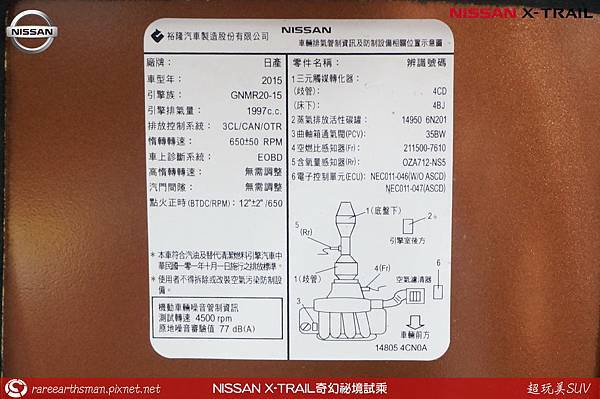 NISSAN
NISSAN X-TRAIL
裕隆汽車製造股份有限公司
NISSAN
車輛排氣管制資訊及防制設備相關位置示意圖
廠牌: 日產
車型年: 2015
引擎族: GNMR20-15
引擎排氣量: 1997c.c.
排放控制系統: 3CL/CAN/OTR
惰轉轉速: 650±50 RPM
車上診斷系統: EOBD
高惰轉轉速: 無需調整
汽門間隙: 無需調整
點火正時(BTDC/RPM): 12°±2°/650
*本車符合汽油及替代清潔燃料引擎汽車中
華民國一○一年十月一日施行之排放標準。
*使用者不得拆除或改裝空氣污染防制設
備。
機動車輛噪音管制資訊
測試轉速 4500 rpm
原地噪音審驗值 77 dB(A)
零件名稱: 辨識號碼
1三元觸媒轉化器:
(歧管) 4CD
(床下) 4BJ
2蒸氣排放活性碳罐: 14950 6N201
3曲軸箱通氣閥(PCV): 35BW
4空燃比感知器(Fr): 211500-7610
5含氧量感知器(Rr): OZA712-NS5
6電子控制單元(ECU): NEC011-046(W/O ASCD)
NEC011-047(ASCD)
1(底盤下)
2
引擎室後方
5
(Rr)
1(歧管)
4(Fr)
空氣濾清器
6
3
車輛前方
14805 4CN0A
rareearthsman.pixnet.net
NISSAN X-TRAIL奇幻祕境試乘
超玩美SUV